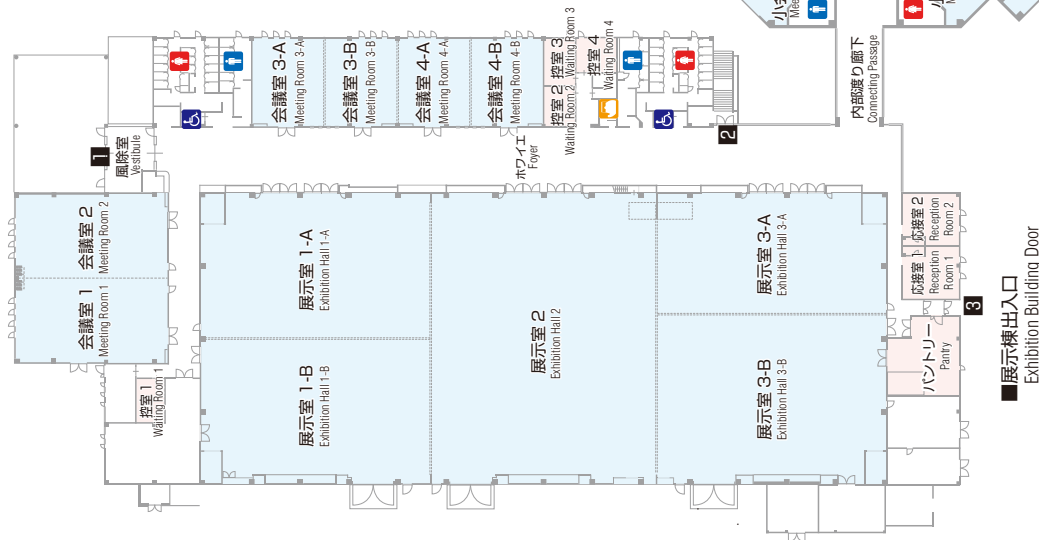 小会
Mee
小
M
M
会議室 3-A
Meeting Room 3-A
会議室 3-B
Meeting Room 3-B
会議室 4-A
Meeting Room 4-A
会議室 4-B
Meeting Room 4-B
控室 2
Waiting Room 2
控室 3
Waiting Room 3
控室 4
Waiting Room 4
内部渡り廊下
Connecting Passage
1
風除室
Vestibule
ホワイエ
Foyer
2
会議室 2
Meeting Room 2
会議室 1
Meeting Room 1
控室 1
Waiting Room 1
展示室 1-A
Exhibition Hall 1-A
展示室 1-B
Exhibition Hall 1-B
展示室 2
Exhibition Hall 2
展示室 3-A
Exhibition Hall 3-A
展示室 3-B
Exhibition Hall 3-B
応接室 2
Reception
Room 2
応接室 1
Reception
Room 1
3
パントリー
Pantry
■展示棟出入口
Exhibition Building Door